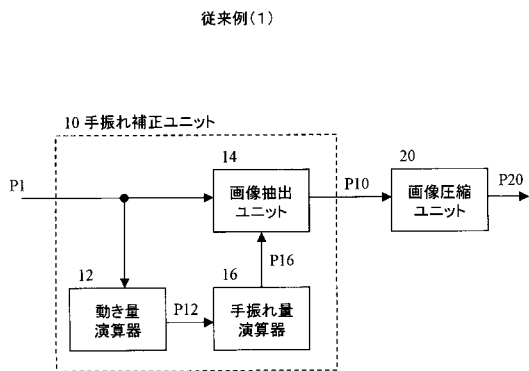 従来例(1)
10 手振れ補正ユニット
14
20
P1
画像抽出
ユニット
P10
画像圧縮
ユニット
P20
12
P12
16
P16
動き量
演算器
手振れ量
演算器